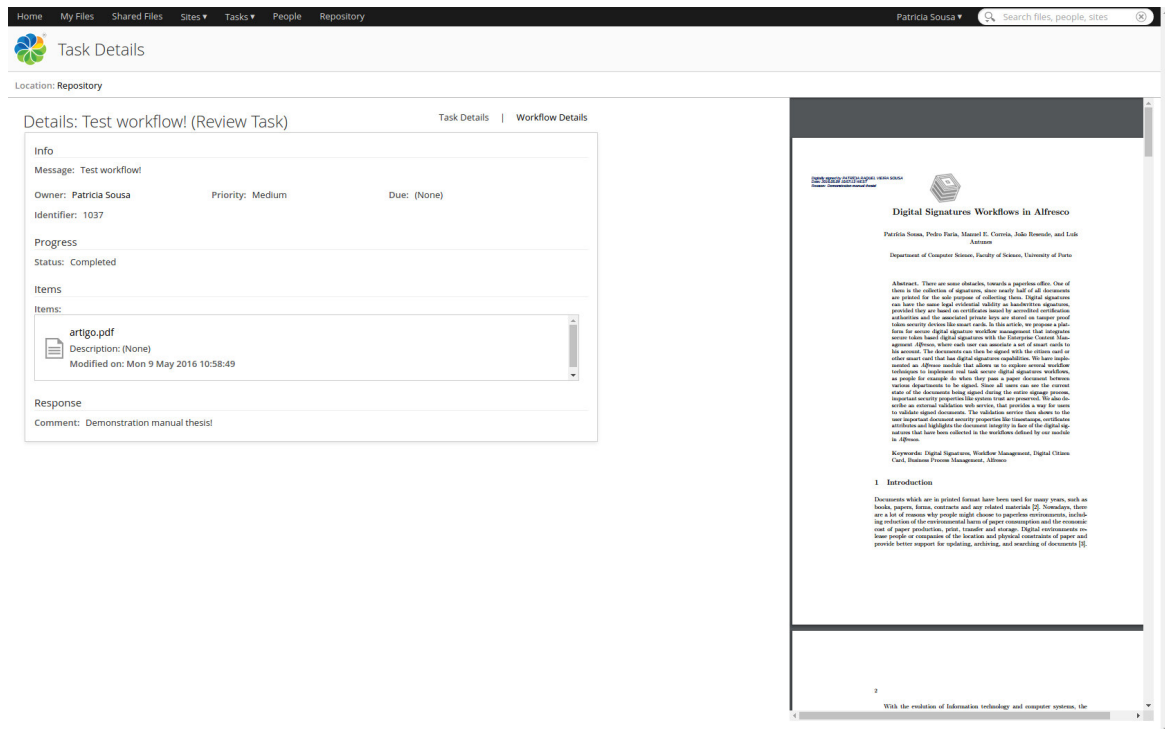 Home My Files Shared Files Sites▾ Tasks▾ People Repository Patricia Sousa▾ Search files, people, sites
Task Details
Location: Repository
Details: Test workflow! (Review Task) Task Details | Workflow Details
Info
Message: Test workflow!
Owner: Patricia Sousa Priority: Medium Due: (None)
Identifier: 1037
Progress
Status: Completed
Items
Items:
artigo.pdf
Description: (None)
Modified on: Mon 9 May 2016 10:58:49
Response
Comment: Demonstration manual thesis!
Digitally signed by PATRÍCIA RAQUEL VIEIRA SOUSA
Reason: Demonstration manual thesis!
Digital Signatures Workflows in Alfresco
Patrícia Sousa, Pedro Faria, Manuel E. Correia, João Resende, and Luís
Antunes
Department of Computer Science, Faculty of Science, University of Porto
Abstract. There are some obstacles, towards a paperless office. One of
them is the collection of signatures, since nearly half of all documents
are printed for the sole purpose of collecting them. Digital signatures
can have the same legal evidential validity as handwritten signatures,
provided they are based on certificates issued by accredited certification
authorities and the associated private keys are stored on tamper proof
token security devices like smart cards. In this article, we propose a plat-
form for secure digital signature workflow management that integrates
secure token based digital signatures with the Enterprise Content Man-
agement Alfresco, where each user can associate a set of smart cards to
his account. The documents can then be signed with the citizen card or
other smart card that has digital signatures capabilities. We have imple-
mented an Alfresco module that allows us to explore several workflow
techniques to implement real task secure digital signatures workflows,
as people for example do when they pass a paper document between
various departments to be signed. Since all users can see the current
state of the documents being signed during the entire signage process,
important security properties like system trust are preserved. We also de-
scribe an external validation web service, that provides a way for users
to validate signed documents. The validation service then shows to the
user important document security properties like timestamps, certificates
attributes and highlights the document integrity in face of the digital sig-
natures that have been collected in the workflows defined by our module
in Alfresco.
Keywords: Digital Signatures, Workflow Management, Digital Citizen
Card, Business Process Management, Alfresco
1 Introduction
Documents which are in printed format have been used for many years, such as
books, papers, forms, contracts and any related materials [2]. Nowadays, there
are a lot of reasons why people might choose to paperless environments, includ-
ing reduction of the environmental harm of paper consumption and the economic
cost of paper production, print, transfer and storage. Digital environments re-
lease people or companies of the location and physical constraints of paper and
provide better support for updating, archiving, and searching of documents [3].
2
With the evolution of Information technology and computer systems, the